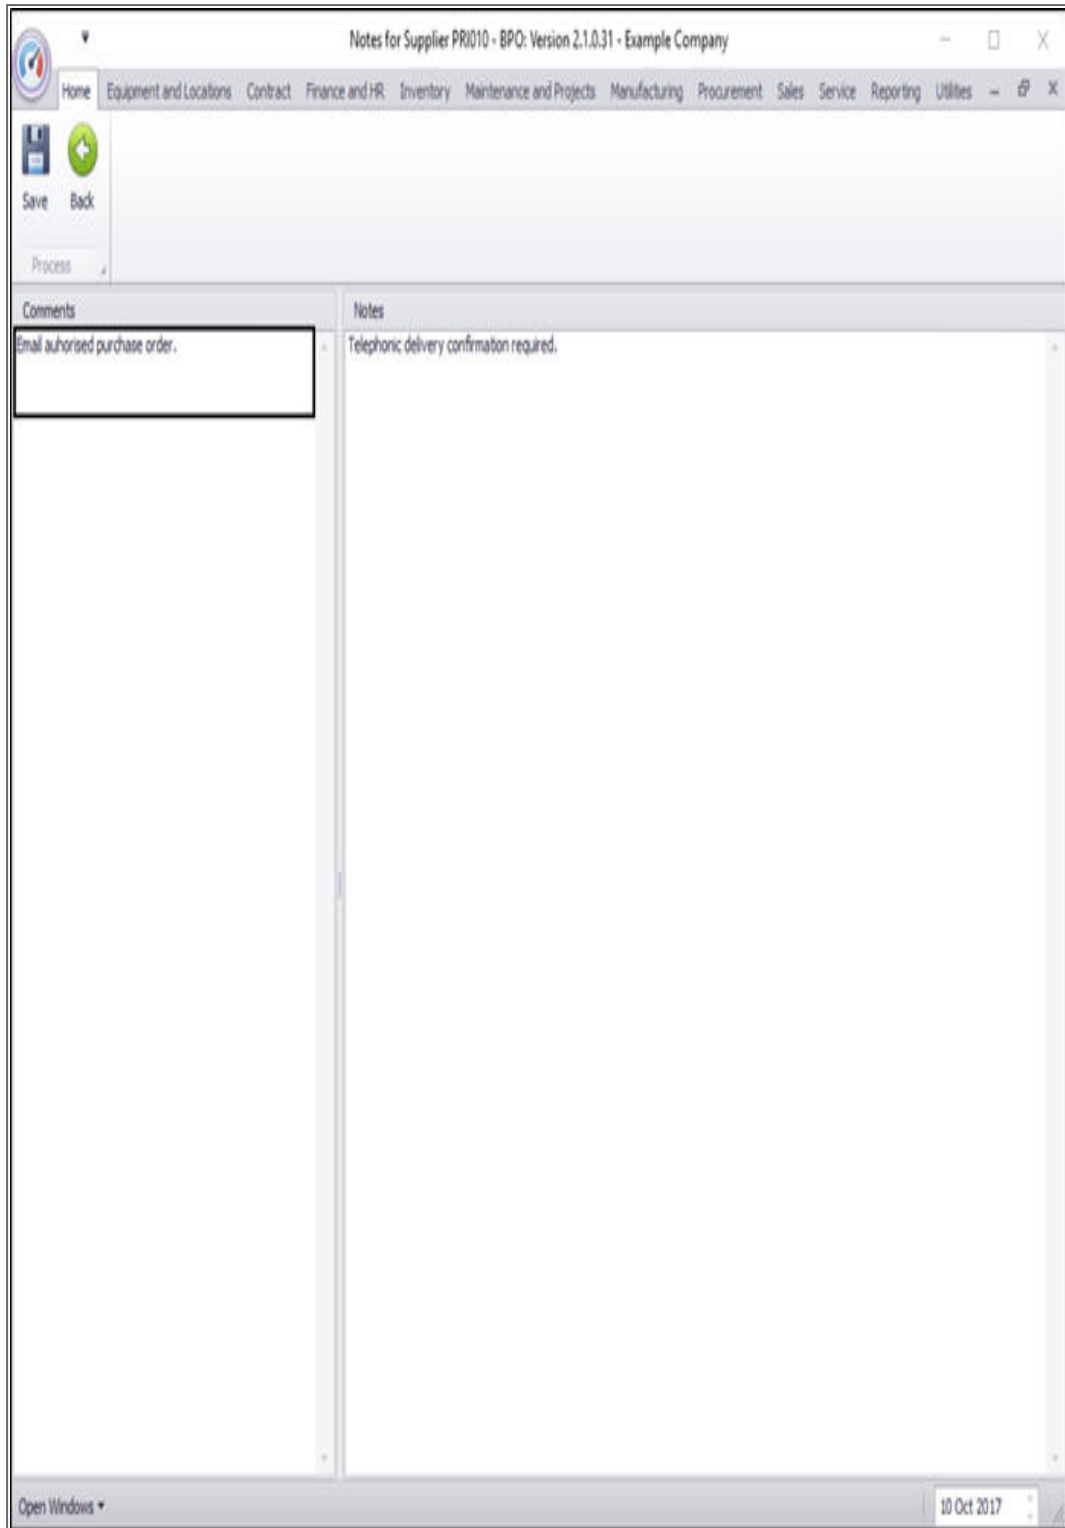 Notes for Supplier PRI010 - BPO: Version 2.1.0.31 - Example Company
Home Equipment and Locations Contract Finance and HR Inventory Maintenance and Projects Manufacturing Procurement Sales Service Reporting Utilities
Save Back
Process
Comments Notes
Email auhorised purchase order. Telephonic delivery confirmation required.
Open Windows 10 Oct 2017